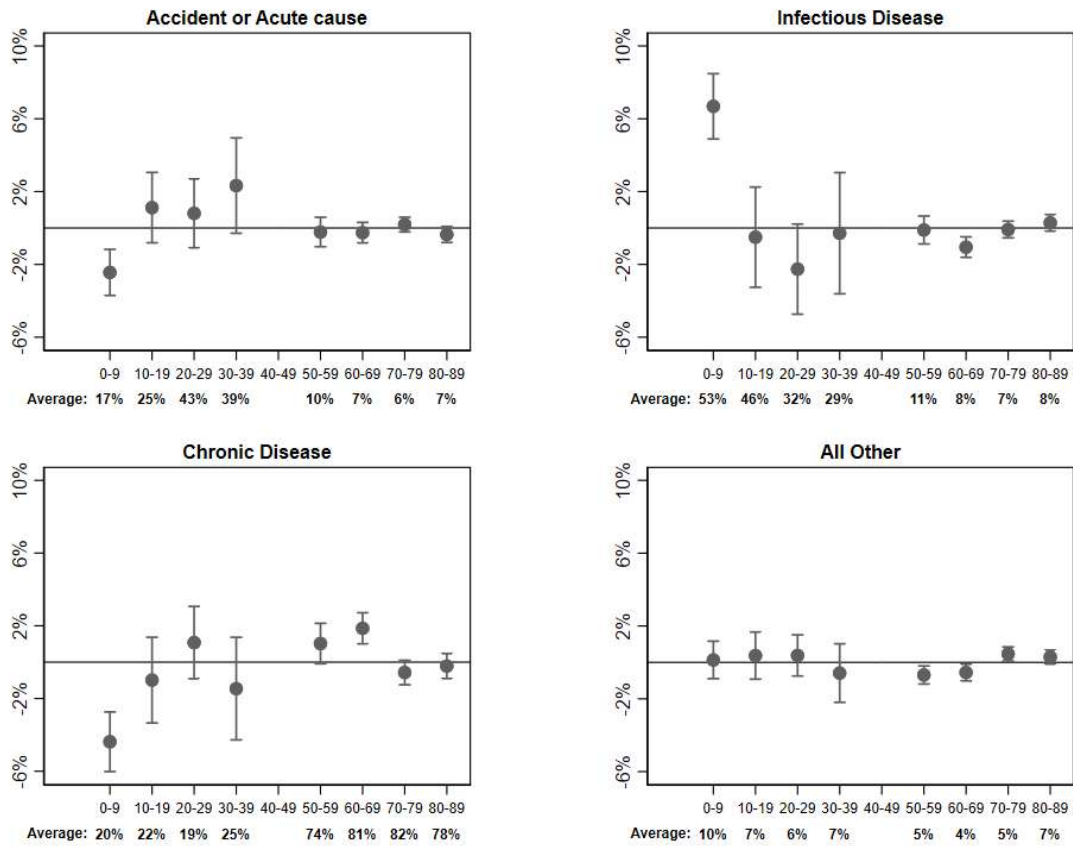 Accident or Acute cause
10%
6%
2%
-2%
-6%
0-9 10-19 20-29 30-39 40-49 50-59 60-69 70-79 80-89
Average: 17% 25% 43% 39% 10% 7% 6% 7%
Infectious Disease
10%
6%
2%
-2%
-6%
0-9 10-19 20-29 30-39 40-49 50-59 60-69 70-79 80-89
Average: 53% 46% 32% 29% 11% 8% 7% 8%
Chronic Disease
10%
6%
2%
-2%
-6%
0-9 10-19 20-29 30-39 40-49 50-59 60-69 70-79 80-89
Average: 20% 22% 19% 25% 74% 81% 82% 78%
All Other
10%
6%
2%
-2%
-6%
0-9 10-19 20-29 30-39 40-49 50-59 60-69 70-79 80-89
Average: 10% 7% 6% 7% 5% 4% 5% 7%